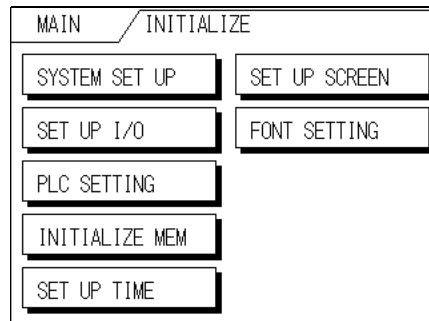 MAIN INITIALIZE
SYSTEM SET UP SET UP SCREEN
SET UP I/O FONT SETTING
PLC SETTING
INITIALIZE MEM
SET UP TIME